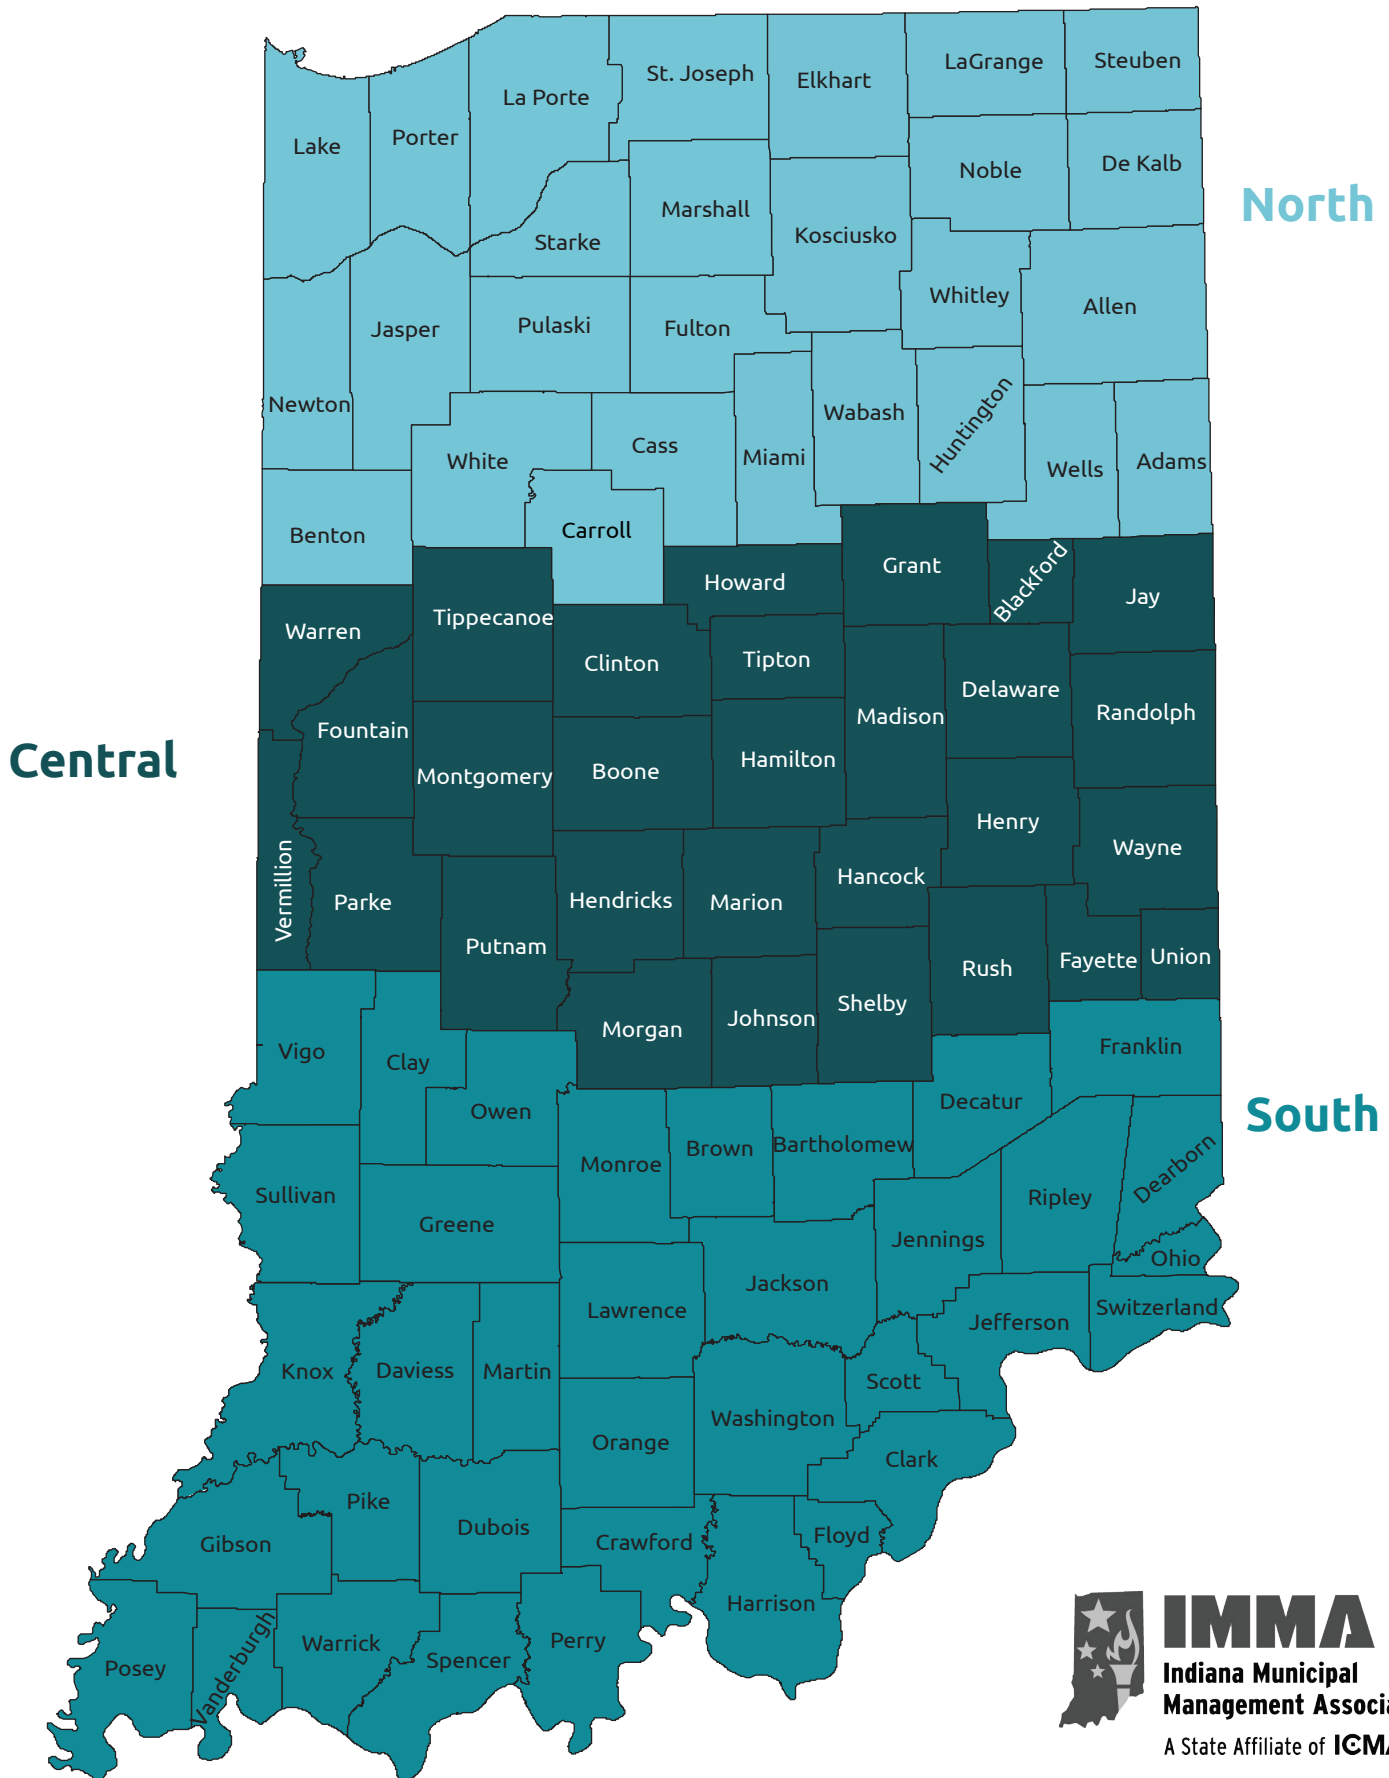 St. Joseph
Elkhart
LaGrange
Steuben
La Porte
Lake
Porter
Noble
De Kalb
Marshall
Starke
Kosciusko
North
Whitley
Allen
Jasper
Pulaski
Fulton
Newton
Wabash
Huntington
White
Cass
Miami
Wells
Adams
Benton
Carroll
Howard
Grant
Blackford
Jay
Warren
Tippecanoe
Clinton
Tipton
Delaware
Randolph
Fountain
Madison
Central
Montgomery
Boone
Hamilton
Henry
Wayne
Vermillion
Parke
Hendricks
Marion
Hancock
Putnam
Rush
Fayette
Union
Morgan
Johnson
Shelby
Vigo
Clay
Franklin
Owen
Decatur
South
Monroe
Brown
Bartholomew
Dearborn
Sullivan
Greene
Ripley
Jennings
Ohio
Jackson
Lawrence
Jefferson
Switzerland
Knox
Daviess
Martin
Scott
Washington
Orange
Clark
Pike
Dubois
Gibson
Crawford
Floyd
Harrison
Posey
Vanderburgh
Warrick
Spencer
Perry
IMMA
Indiana Municipal
Management Associa
A State Affiliate of ICMA